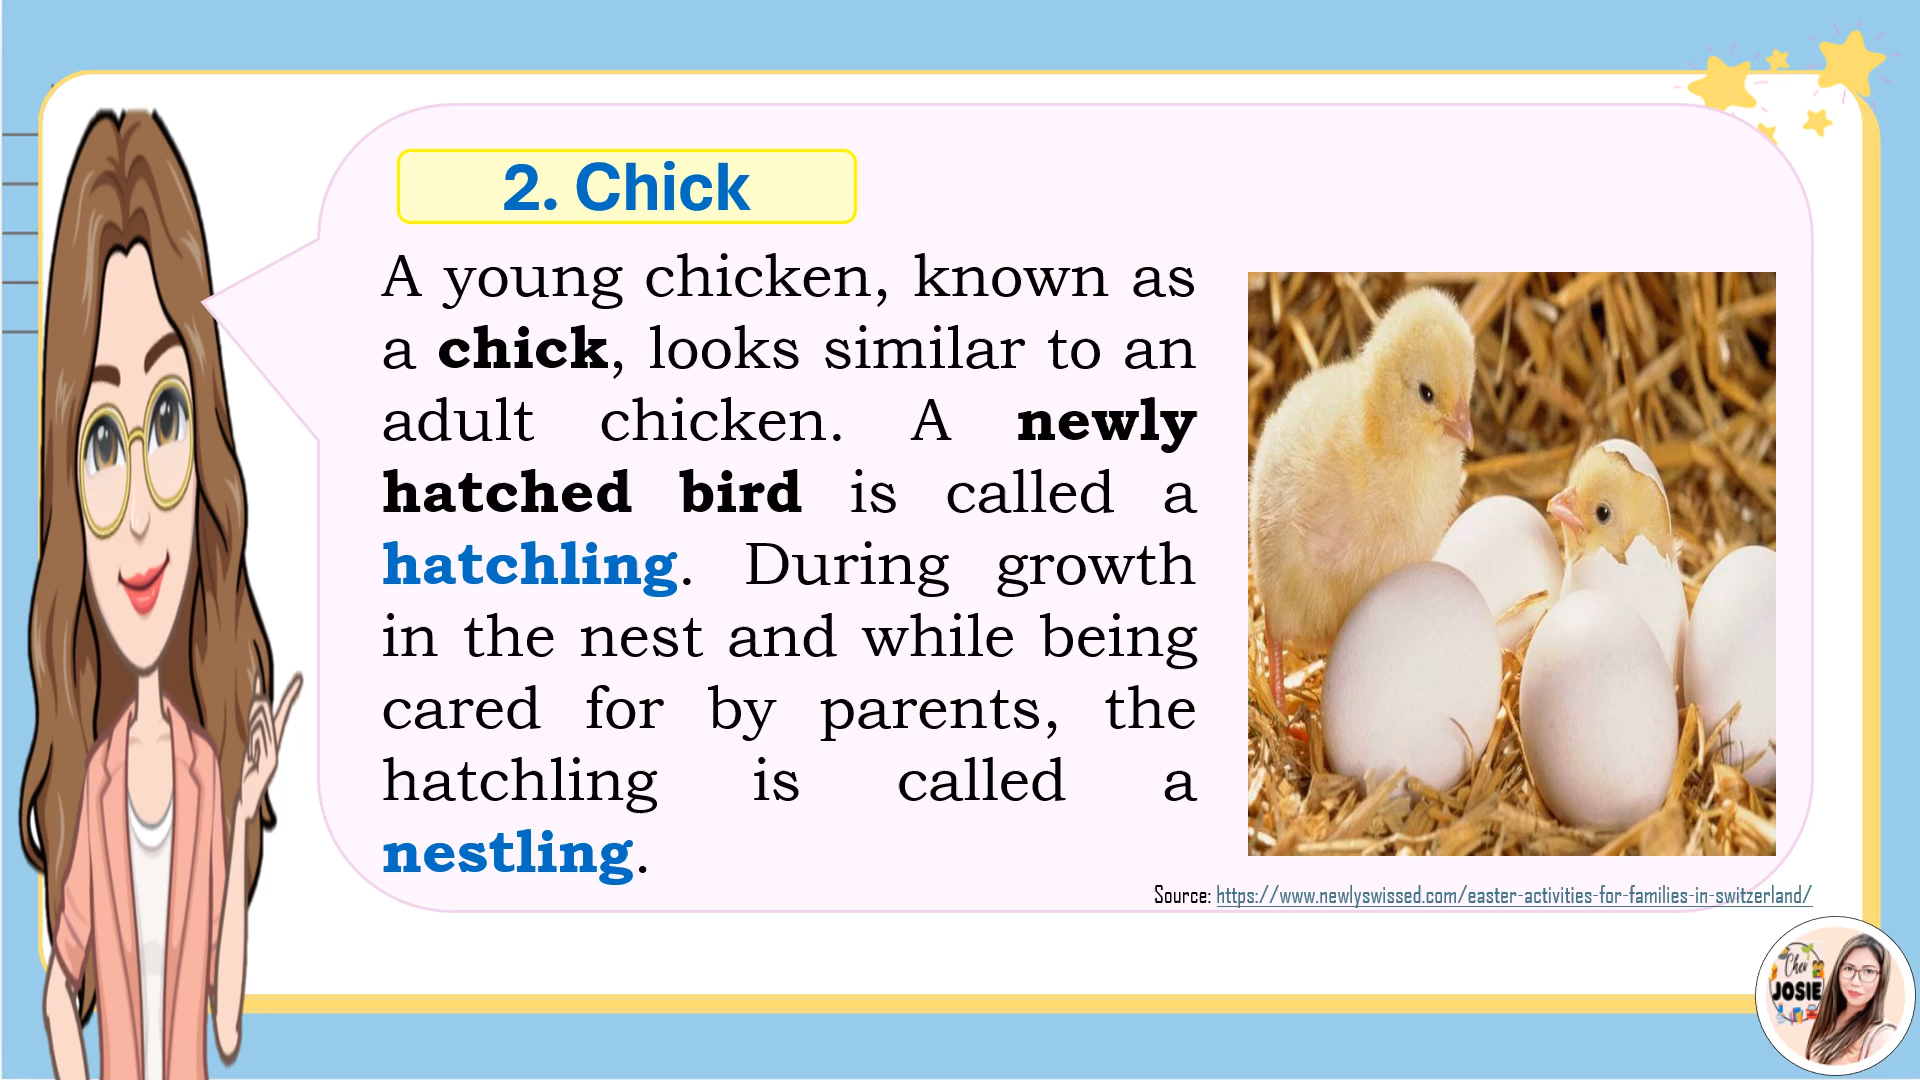 2. Chick
A young chicken, known as
a chick, looks similar to an
adult chicken. A newly
hatched bird is called a
hatchling. During growth
in the nest and while being
cared for by parents, the
hatchling is called a
nestling.
Source: https://www.newlyswissed.com/easter-activities-for-families-in-switzerland/
Cher
JOSIE